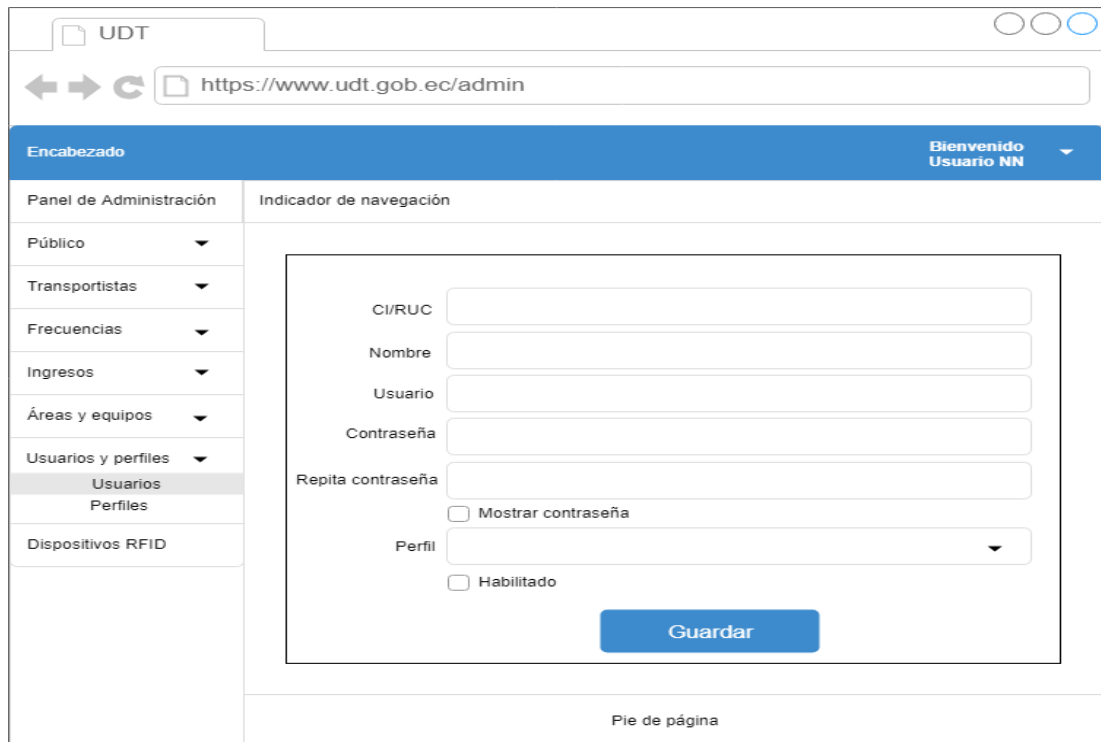 UDT
https://www.udt.gob.ec/admin
Encabezado
Bienvenido
Usuario NN
Panel de Administración
Indicador de navegación
Público
Transportistas
Frecuencias
Ingresos
Áreas y equipos
Usuarios y perfiles
Usuarios
Perfiles
Dispositivos RFID
CI/RUC
Nombre
Usuario
Contraseña
Repita contraseña
Mostrar contraseña
Perfil
Habilitado
Guardar
Pie de página